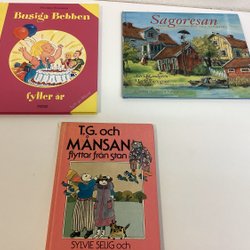 Busiga Bebben
fyller år
Sagoresan
T.G. och
MÅNSAN
flyttar från stan
SYLVIE SELIG och